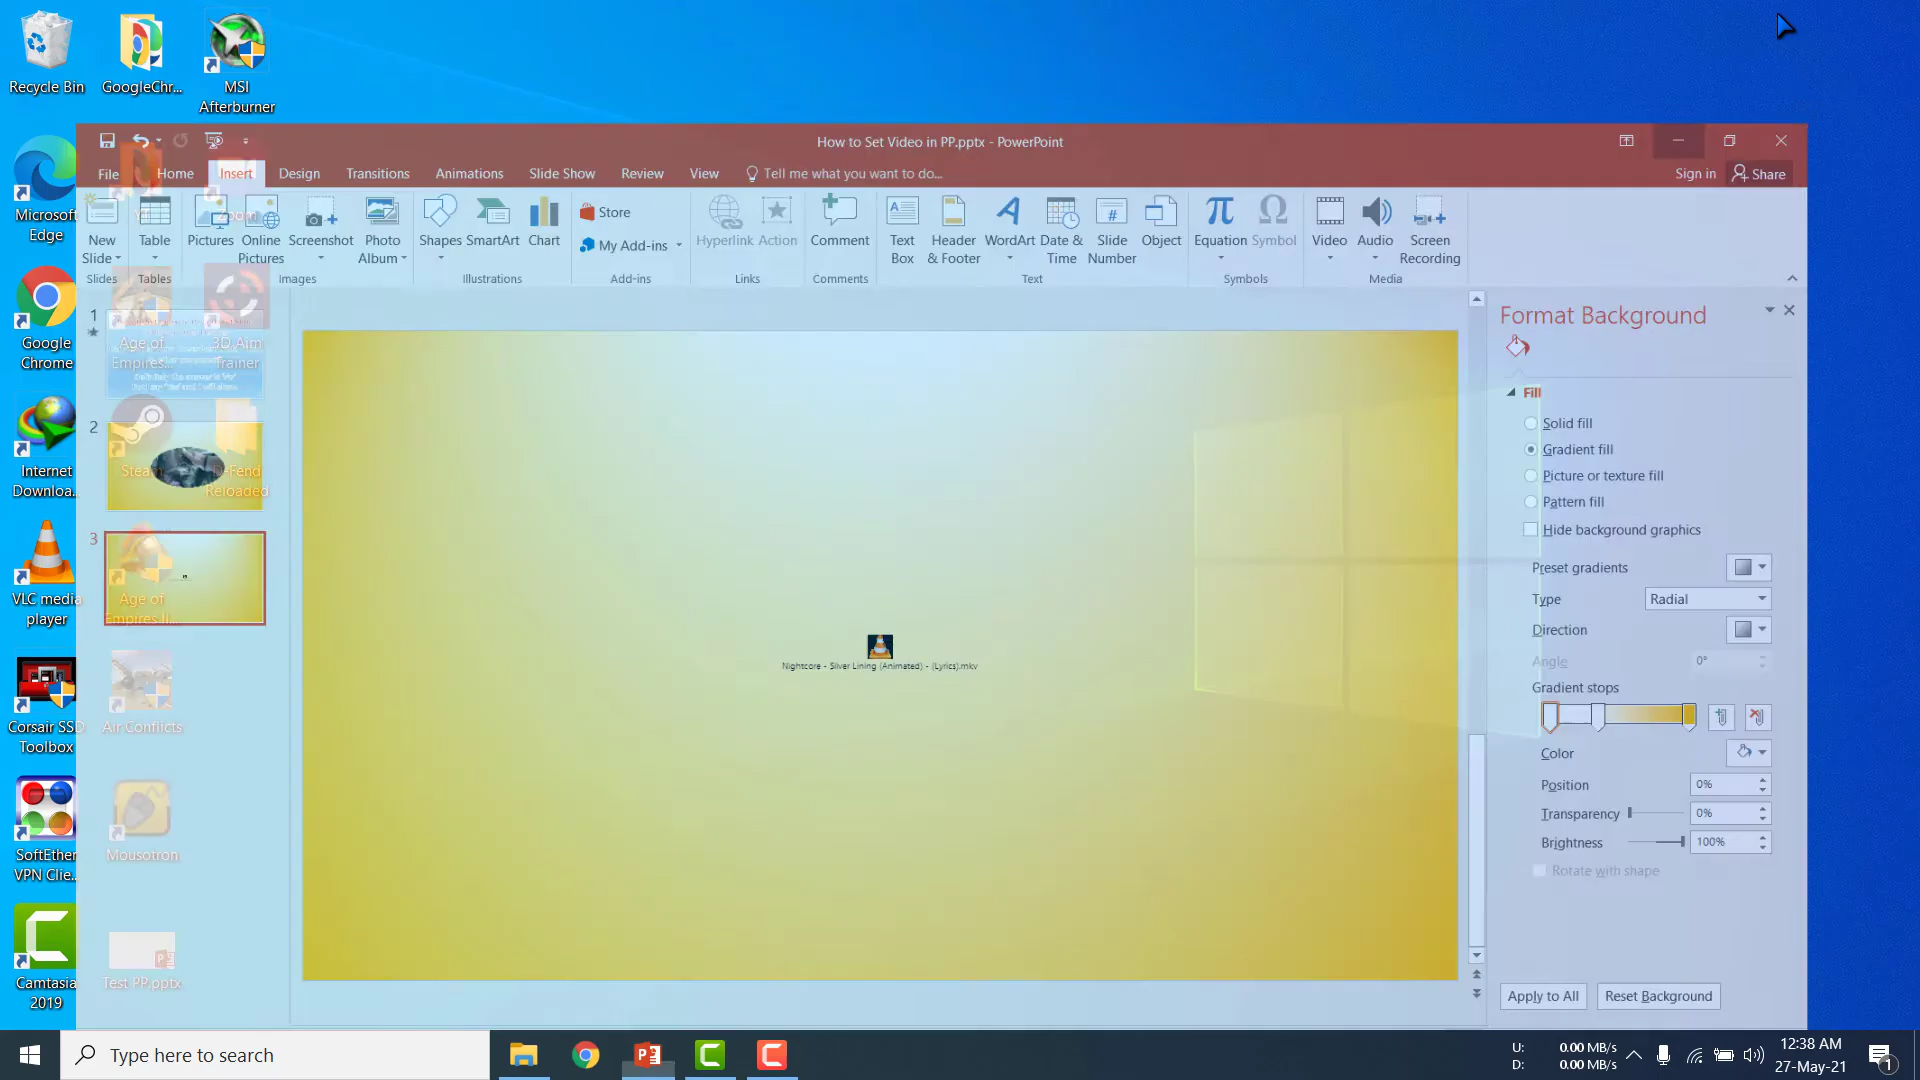 Recycle Bin
GoogleChr...
MSI
Afterburner
How to Set Video in PP.pptx - PowerPoint
File
Home
Insert
Design
Transitions
Animations
Slide Show
Review
View
Tell me what you want to do...
Sign in
Share
New
Slide
Table
Pictures
Online
Pictures
Screenshot
Photo
Album
Shapes
SmartArt
Chart
Store
My Add-ins
Hyperlink
Action
Comment
Text
Box
Header
& Footer
WordArt
Date &
Time
Slide
Number
Object
Equation
Symbol
Video
Audio
Screen
Recording
Slides
Tables
Images
Illustrations
Add-ins
Links
Comments
Text
Symbols
Media
Microsoft
Edge
Google
Chrome
Internet
Downloa...
VLC media
player
Corsair SSD
Toolbox
SoftEther
VPN Clie...
Camtasia
2019
Age of
Empires...
3D Aim
Trainer
Steam
D-Fend
Reloaded
Age of
Empires II...
Air Conflicts
Mousotron
Test PP.pptx
1
2
3
Nightcore - Silver Lining (Animated) - (Lyrics).mkv
Format Background
Fill
Solid fill
Gradient fill
Picture or texture fill
Pattern fill
Hide background graphics
Preset gradients
Type
Radial
Direction
Angle
0°
Gradient stops
Color
Position
0%
Transparency
0%
Brightness
100%
Rotate with shape
Apply to All
Reset Background
Type here to search
U:
0.00 MB/s
D:
0.00 MB/s
12:38 AM
27-May-21
1